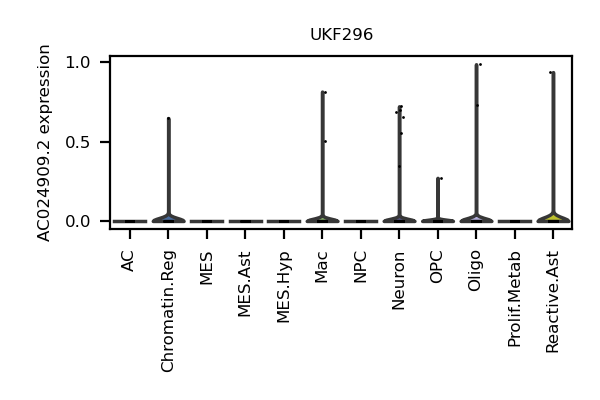 UKF296
AC024909.2 expression
1.0
0.5
0.0
AC
Chromatin.Reg
MES
MES.Ast
MES.Hyp
Mac
NPC
Neuron
OPC
Oligo
Prolif.Metab
Reactive.Ast